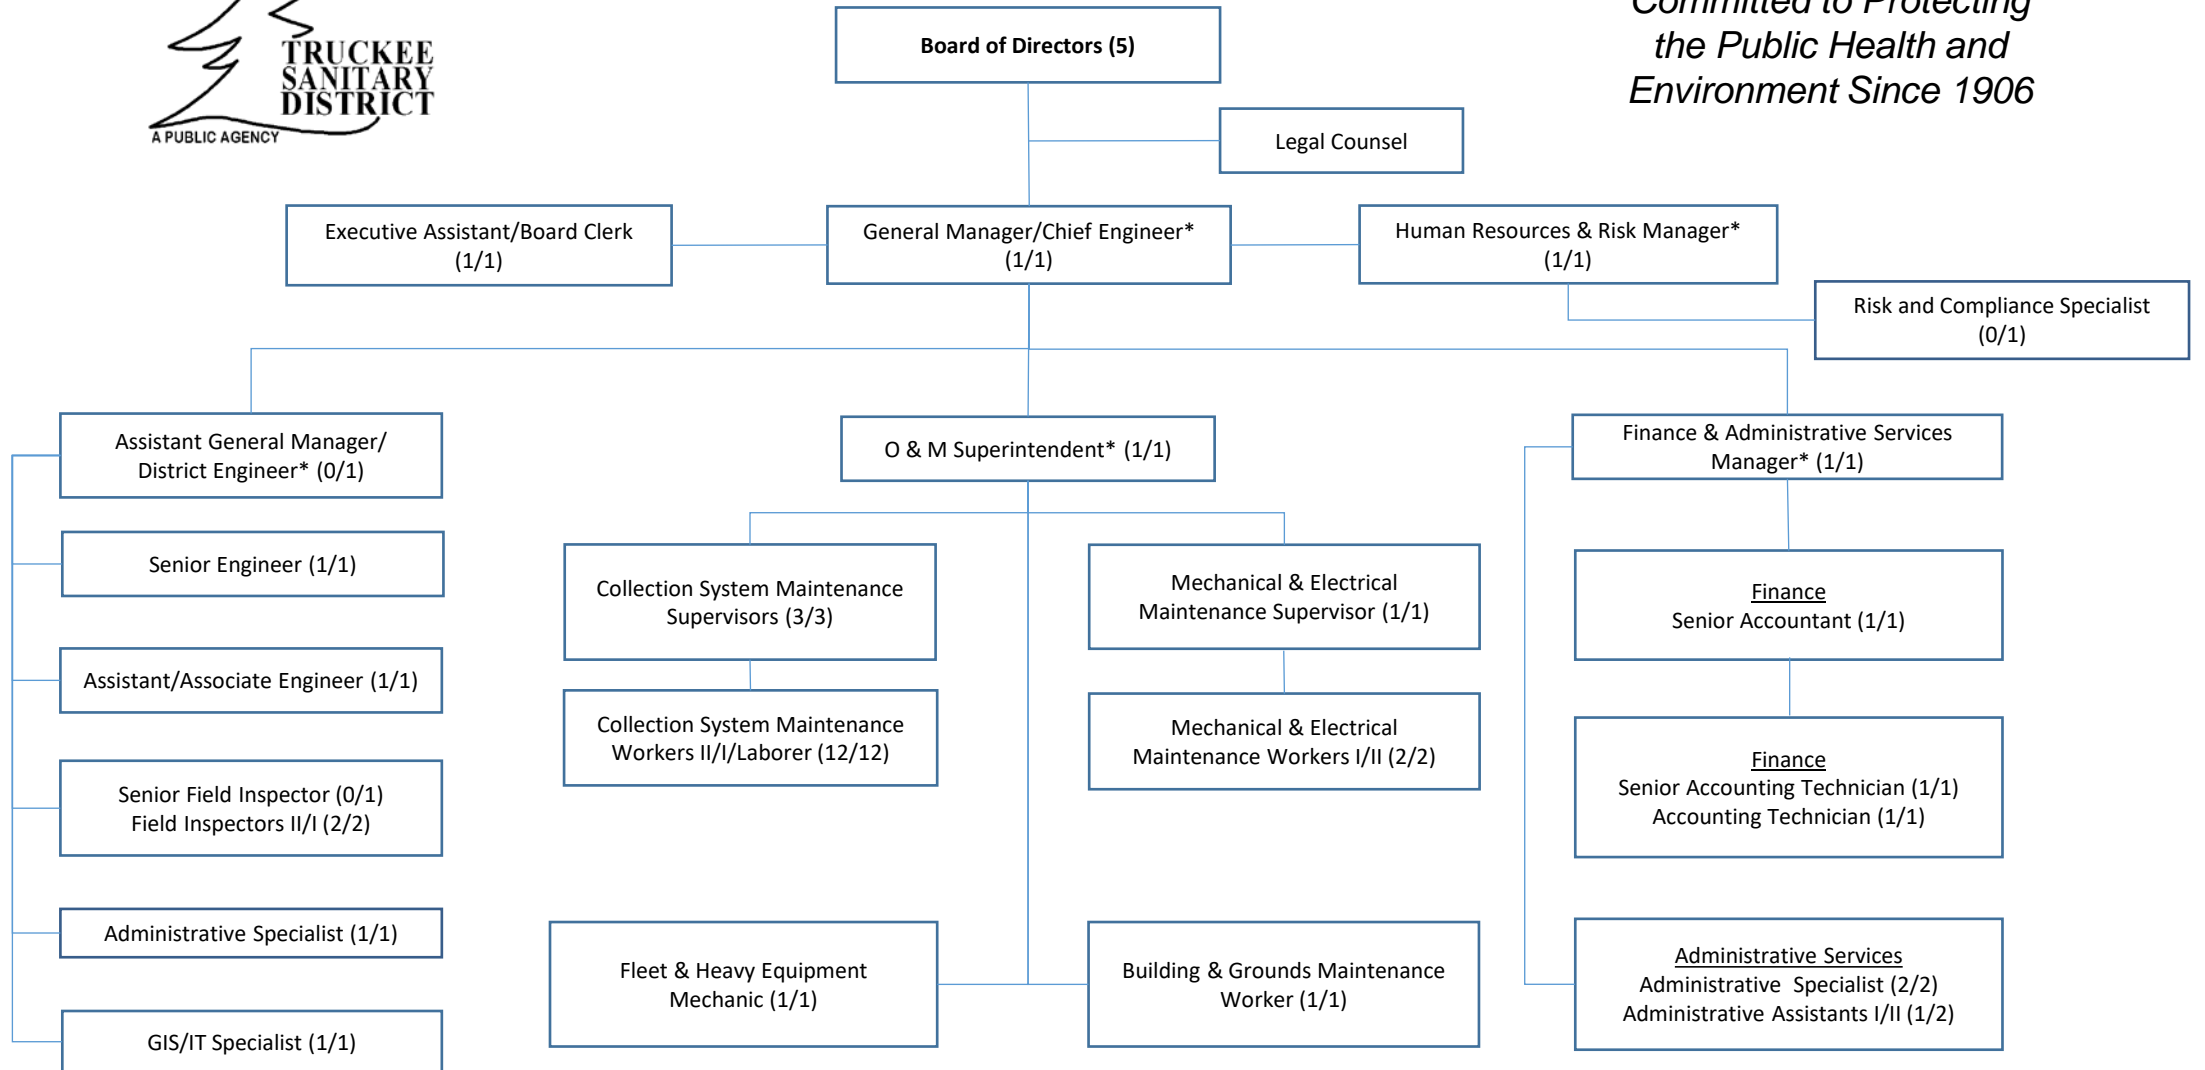 TRUCKEE
SANITARY
DISTRICT
A PUBLIC AGENCY
Committed to Protecting
the Public Health and
Environment Since 1906
Board of Directors (5)
Legal Counsel
Executive Assistant/Board Clerk
(1/1)
General Manager/Chief Engineer*
(1/1)
Human Resources & Risk Manager*
(1/1)
Risk and Compliance Specialist
(0/1)
Assistant General Manager/
District Engineer* (0/1)
Senior Engineer (1/1)
Assistant/Associate Engineer (1/1)
Senior Field Inspector (0/1)
Field Inspectors II/I (2/2)
Administrative Specialist (1/1)
GIS/IT Specialist (1/1)
O & M Superintendent* (1/1)
Collection System Maintenance
Supervisors (3/3)
Collection System Maintenance
Workers II/I/Laborer (12/12)
Mechanical & Electrical
Maintenance Supervisor (1/1)
Mechanical & Electrical
Maintenance Workers I/II (2/2)
Fleet & Heavy Equipment
Mechanic (1/1)
Building & Grounds Maintenance
Worker (1/1)
Finance & Administrative Services
Manager* (1/1)
Finance
Senior Accountant (1/1)
Finance
Senior Accounting Technician (1/1)
Accounting Technician (1/1)
Administrative Services
Administrative Specialist (2/2)
Administrative Assistants I/II (1/2)